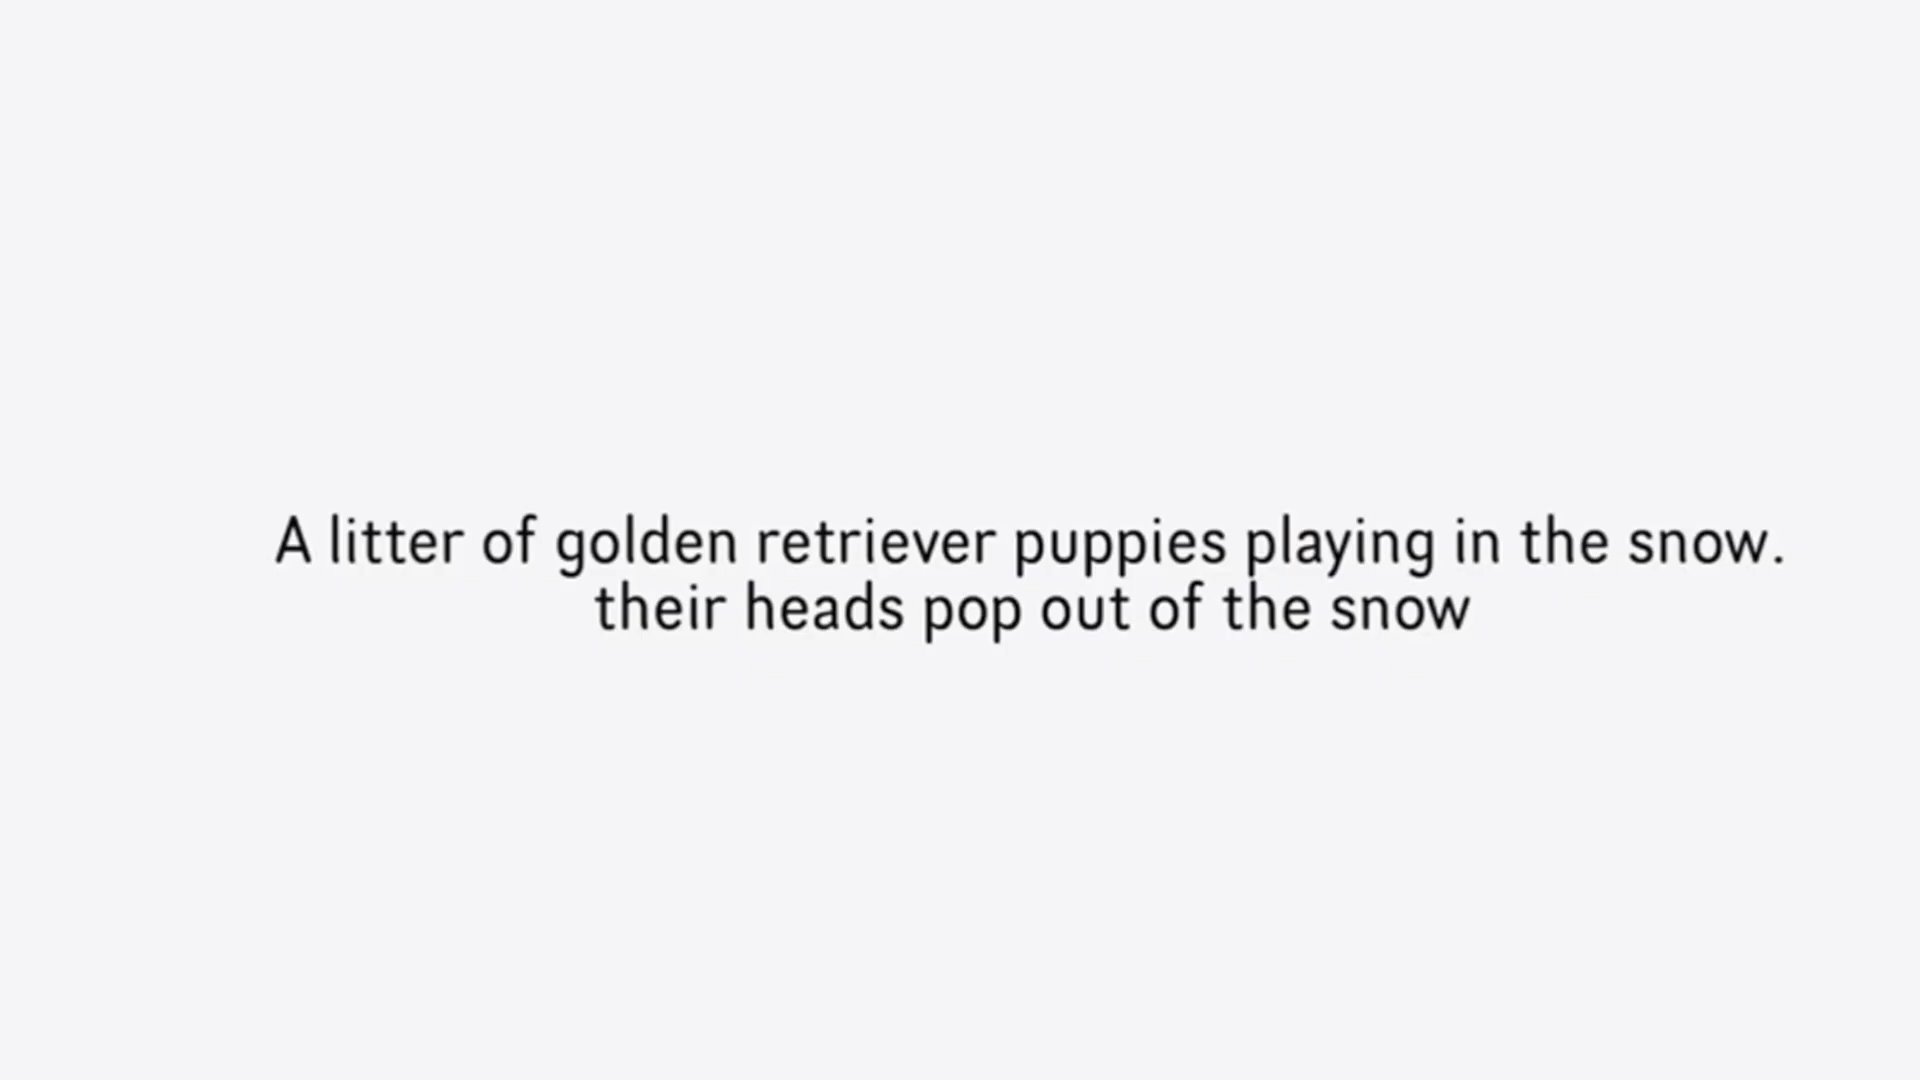 A litter of golden retriever puppies playing in the snow.
their heads pop out of the snow